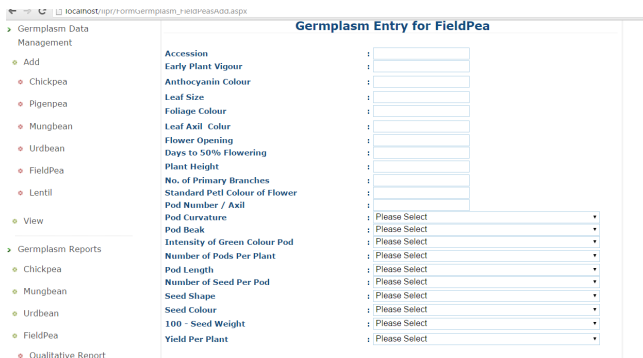 localhost/iipr/FormGermplasm_FieldPeasAdd.aspx
Germplasm Data
Management
Add
Chickpea
Pigenpea
Mungbean
Urdbean
FieldPea
Lentil
View
Germplasm Reports
Chickpea
Mungbean
Urdbean
FieldPea
Qualitative Report
Germplasm Entry for FieldPea
Accession :
Early Plant Vigour :
Anthocyanin Colour :
Leaf Size :
Foliage Colour :
Leaf Axil Colur :
Flower Opening :
Days to 50% Flowering :
Plant Height :
No. of Primary Branches :
Standard Petl Colour of Flower :
Pod Number / Axil :
Pod Curvature : Please Select
Pod Beak : Please Select
Intensity of Green Colour Pod : Please Select
Number of Pods Per Plant : Please Select
Pod Length : Please Select
Number of Seed Per Pod : Please Select
Seed Shape : Please Select
Seed Colour : Please Select
100 - Seed Weight : Please Select
Yield Per Plant : Please Select